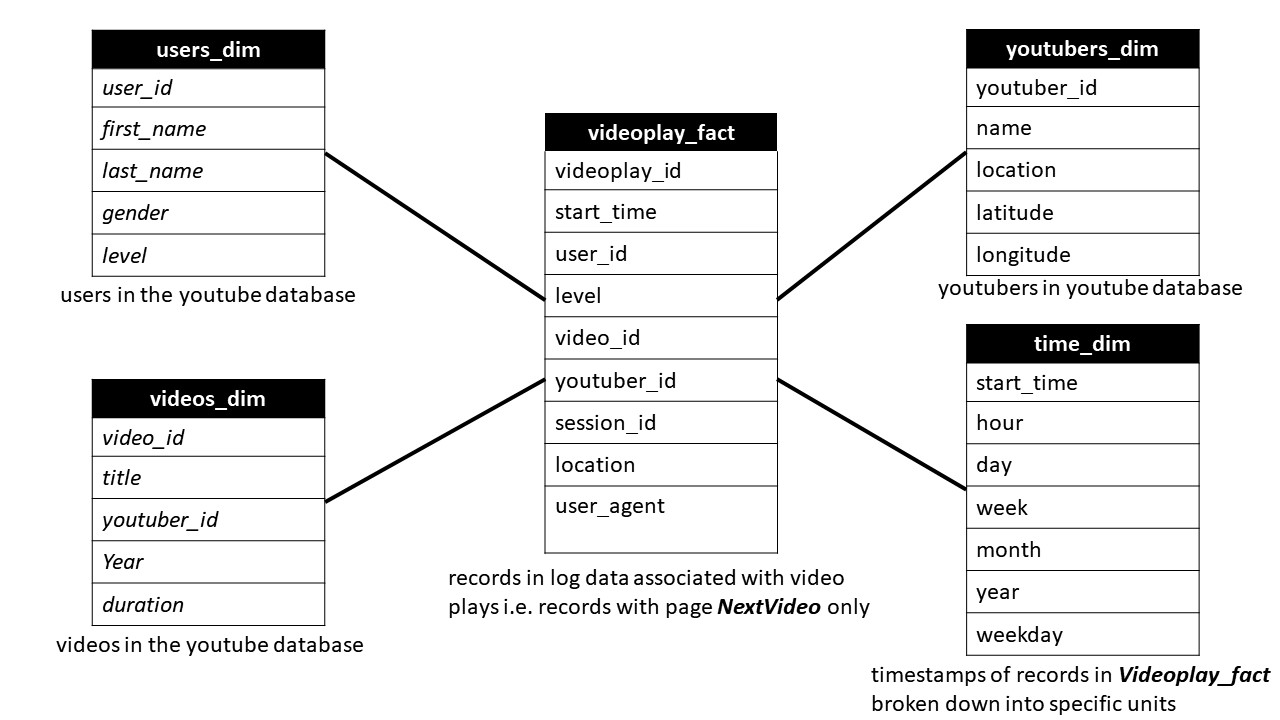 users_dim
user_id
first_name
last_name
gender
level
users in the youtube database
videos_dim
video_id
title
youtuber_id
Year
duration
videos in the youtube database
videoplay_fact
videoplay_id
start_time
user_id
level
video_id
youtuber_id
session_id
location
user_agent
records in log data associated with video
plays i.e. records with page NextVideo only
youtubers_dim
youtuber_id
name
location
latitude
longitude
youtubers in youtube database
time_dim
start_time
hour
day
week
month
year
weekday
timestamps of records in Videoplay_fact
broken down into specific units